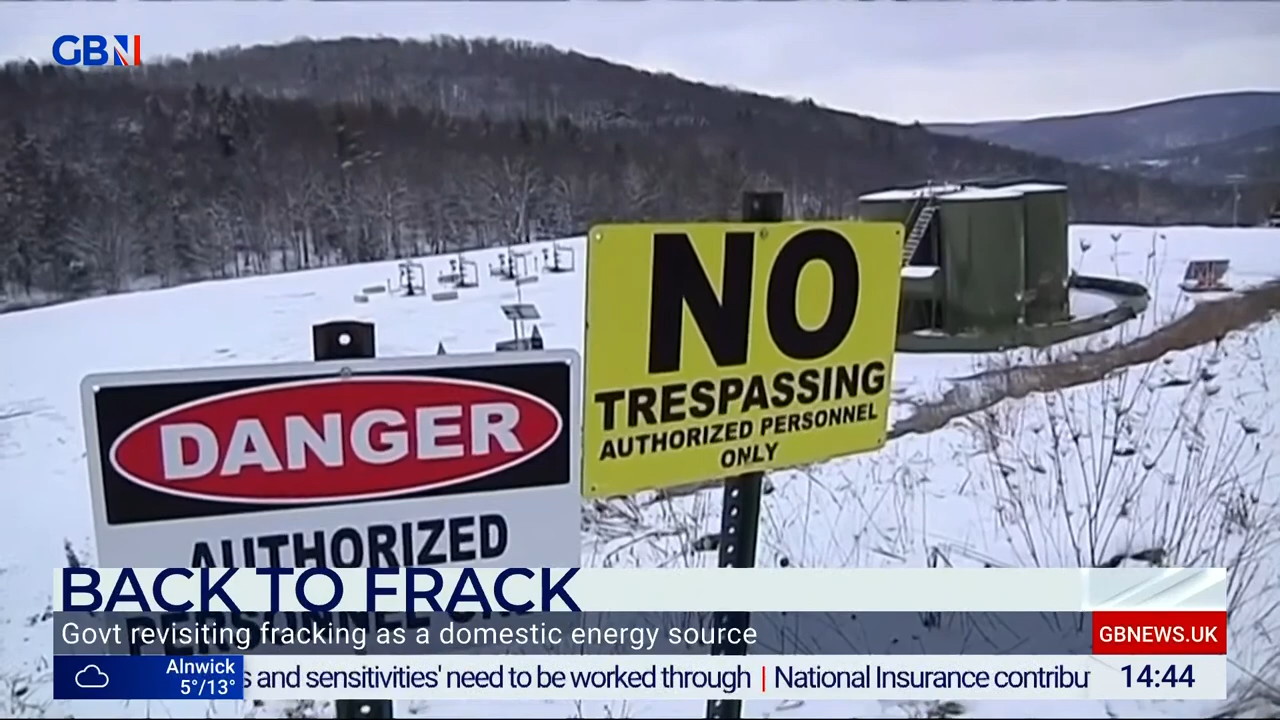 GBN
NO
TRESPASSING
AUTHORIZED PERSONNEL
ONLY
DANGER
AUTHORIZED
BACK TO FRACK
Govt revisiting fracking as a domestic energy source
GBNEWS.UK
Alnwick
5°/13°
s and sensitivities' need to be worked through | National Insurance contribu
14:44